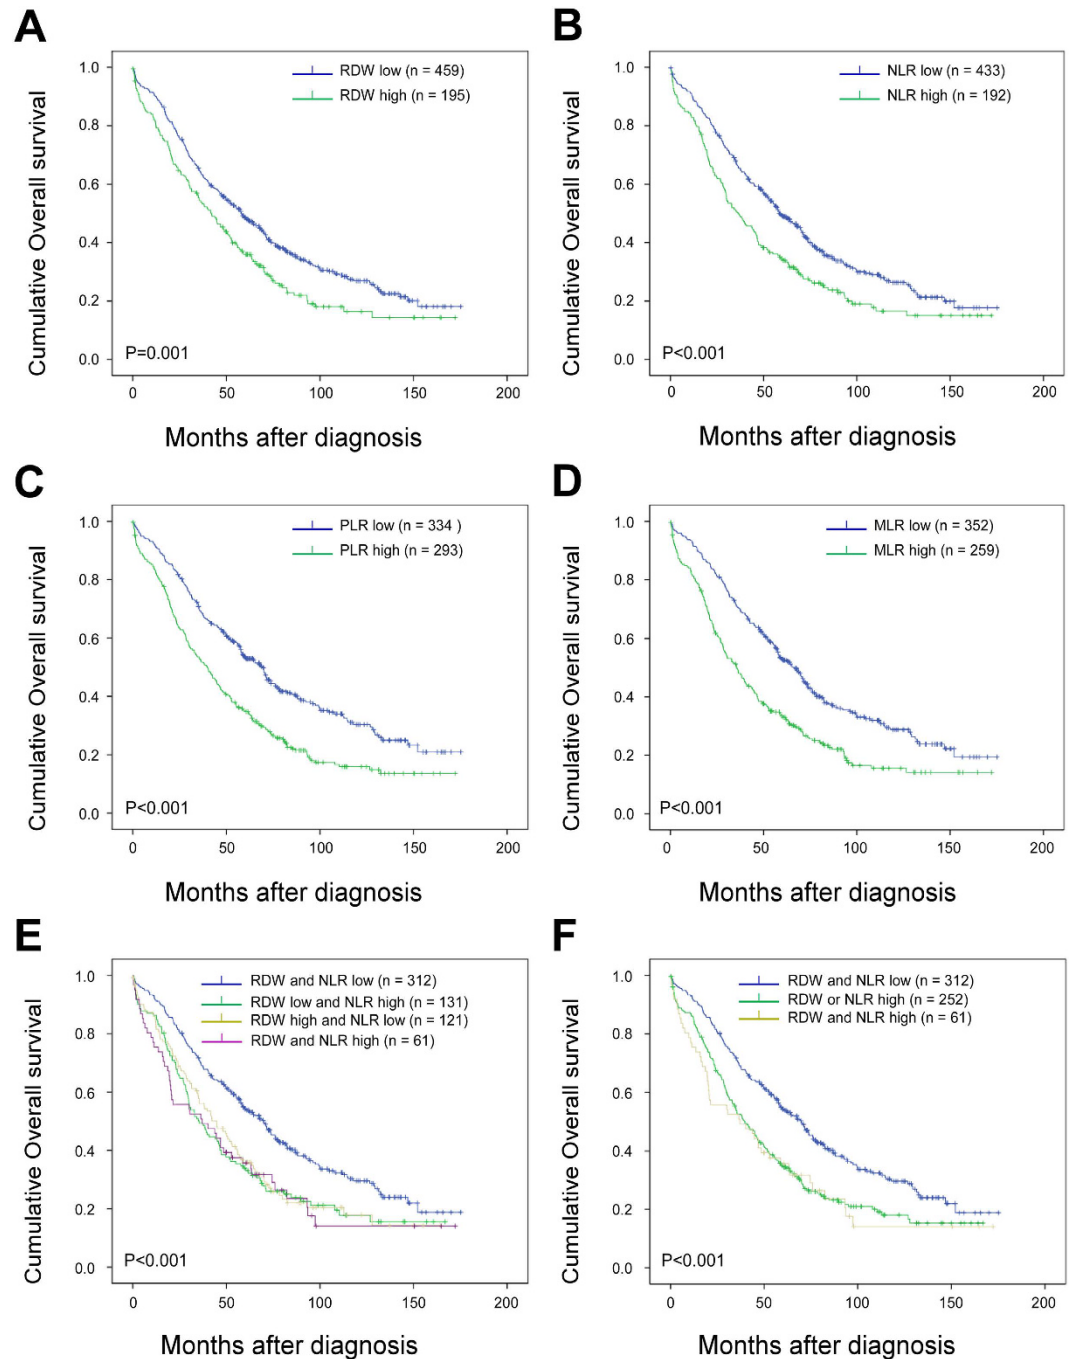 A
B
1.0
RDW low (n = 459)
RDW high (n = 195)
0.8
0.6
0.4
0.2
0.0
P=0.001
0 50 100 150 200
Cumulative Overall survival
Months after diagnosis
1.0
NLR low (n = 433)
NLR high (n = 192)
0.8
0.6
0.4
0.2
0.0
P<0.001
0 50 100 150 200
Cumulative Overall survival
Months after diagnosis
C
D
1.0
PLR low (n = 334 )
PLR high (n = 293)
0.8
0.6
0.4
0.2
0.0
P<0.001
0 50 100 150 200
Cumulative Overall survival
Months after diagnosis
1.0
MLR low (n = 352)
MLR high (n = 259)
0.8
0.6
0.4
0.2
0.0
P<0.001
0 50 100 150 200
Cumulative Overall survival
Months after diagnosis
E
F
1.0
RDW and NLR low (n = 312)
RDW low and NLR high (n = 131)
RDW high and NLR low (n = 121)
RDW and NLR high (n = 61)
0.8
0.6
0.4
0.2
0.0
P<0.001
0 50 100 150 200
Cumulative Overall survival
Months after diagnosis
1.0
RDW and NLR low (n = 312)
RDW or NLR high (n = 252)
RDW and NLR high (n = 61)
0.8
0.6
0.4
0.2
0.0
P<0.001
0 50 100 150 200
Cumulative Overall survival
Months after diagnosis